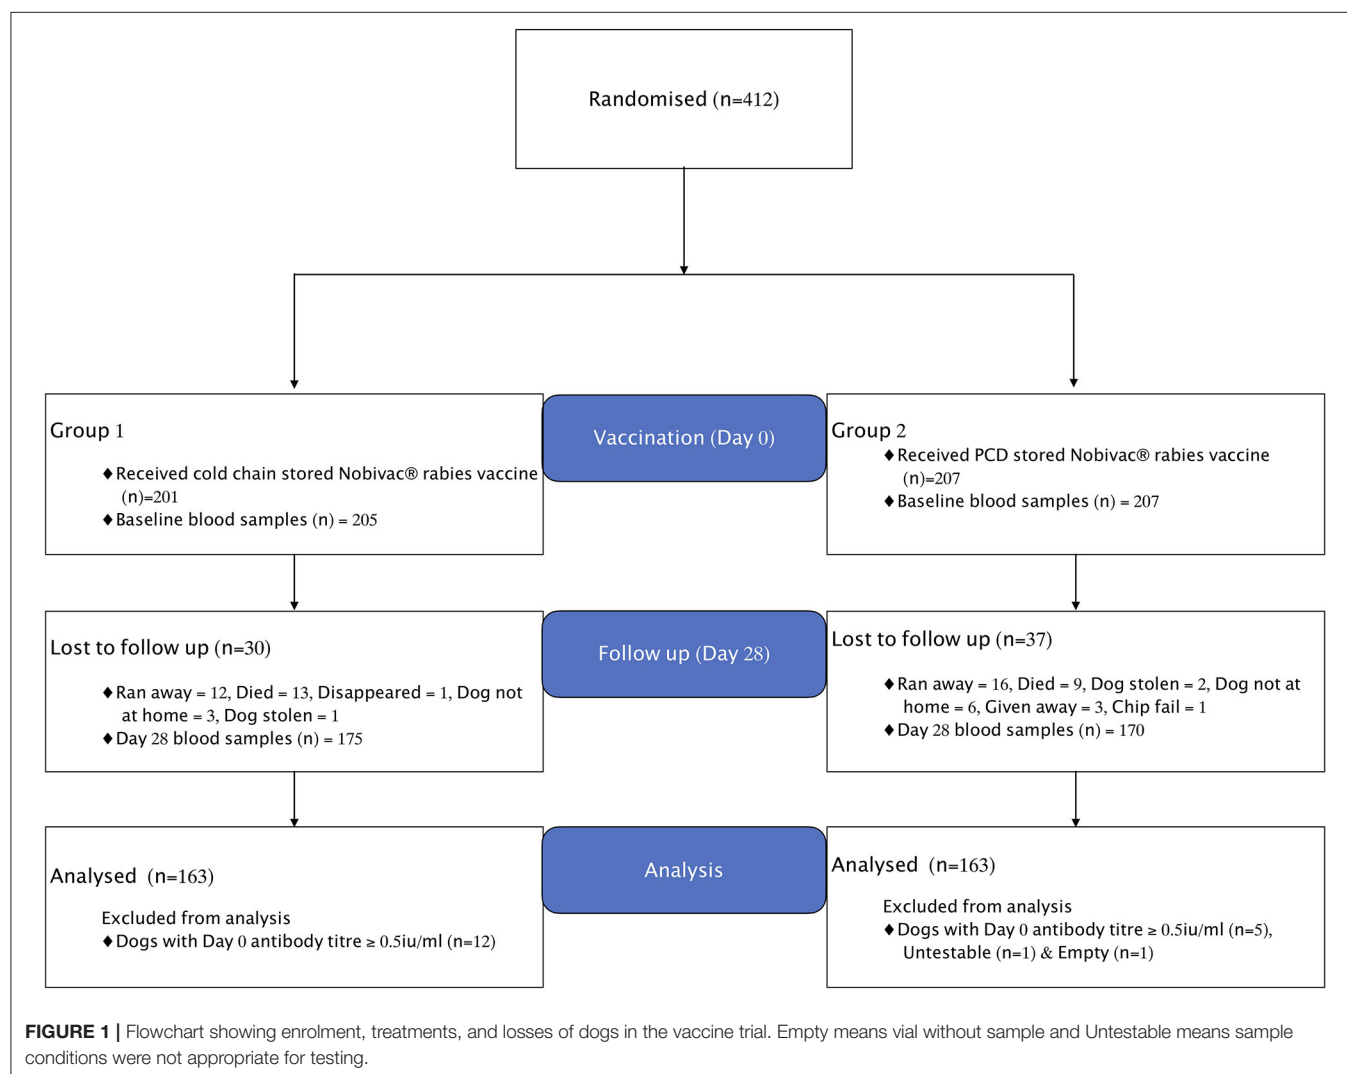 Randomised (n=412)
Vaccination (Day 0)
Group 1
♦Received cold chain stored Nobivac® rabies vaccine
(n)=201
♦Baseline blood samples (n) = 205
Group 2
♦Received PCD stored Nobivac® rabies vaccine
(n)=207
♦Baseline blood samples (n) = 207
Follow up (Day 28)
Lost to follow up (n=30)
♦Ran away = 12, Died = 13, Disappeared = 1, Dog not
at home = 3, Dog stolen = 1
♦Day 28 blood samples (n) = 175
Lost to follow up (n=37)
♦Ran away = 16, Died = 9, Dog stolen = 2, Dog not at
home = 6, Given away = 3, Chip fail = 1
♦Day 28 blood samples (n) = 170
Analysis
Analysed (n=163)
Excluded from analysis
♦Dogs with Day 0 antibody titre ≥ 0.5iu/ml (n=12)
Analysed (n=163)
Excluded from analysis
♦Dogs with Day 0 antibody titre ≥ 0.5iu/ml (n=5),
Untestable (n=1) & Empty (n=1)
FIGURE 1 | Flowchart showing enrolment, treatments, and losses of dogs in the vaccine trial. Empty means vial without sample and Untestable means sample
conditions were not appropriate for testing.